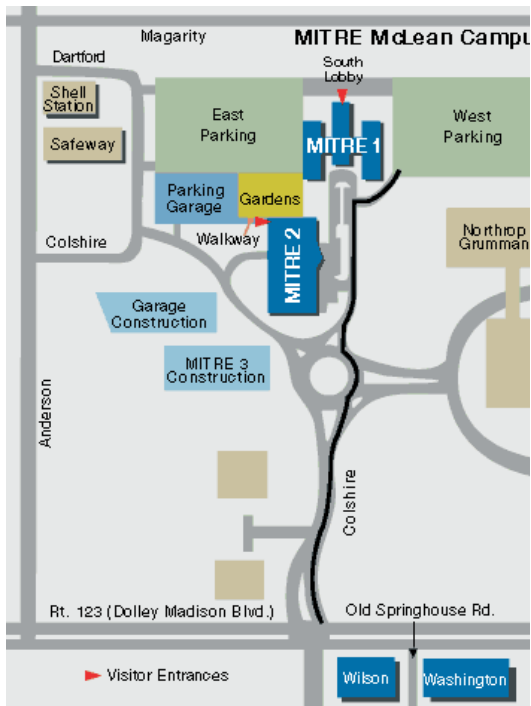 Magarity
MITRE McLean Campu
Dartford
South
Lobby
Shell
Station
East
Parking
West
Parking
Safeway
MITRE 1
Parking
Garage
Gardens
Northrop
Grumman
Colshire
Walkway
MITRE 2
Garage
Construction
MITRE 3
Construction
Anderson
Colshire
Rt. 123 (Dolley Madison Blvd.)
Old Springhouse Rd.
Visitor Entrances
Wilson
Washington